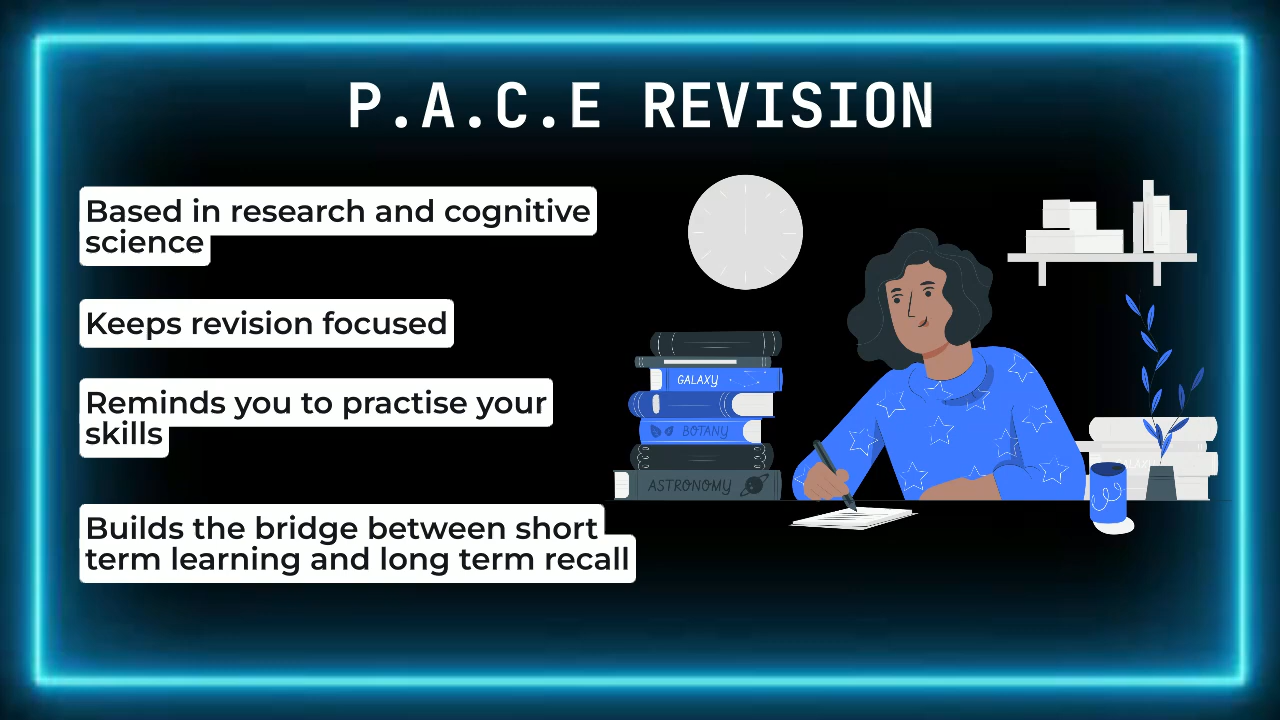 P.A.C.E REVISION
Based in research and cognitive
science
Keeps revision focused
Reminds you to practise your
skills
Builds the bridge between short
term learning and long term recall
GALAXY
BOTANY
ASTRONOMY
GALAXY